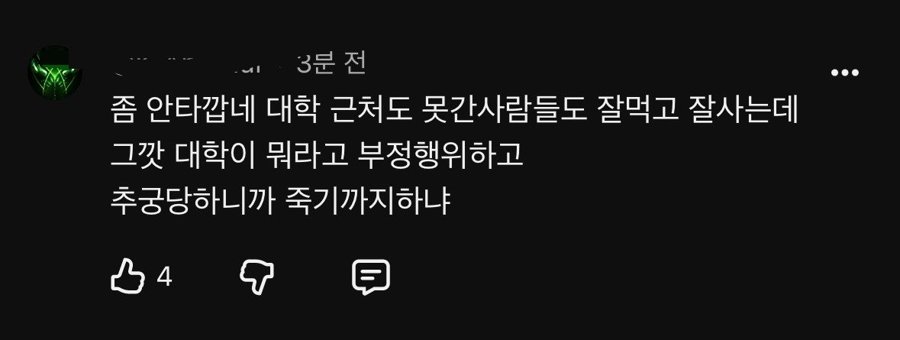 3분 전
좀 안타깝네 대학 근처도 못간사람들도 잘먹고 잘사는데
그깟 대학이 뭐라고 부정행위하고
추궁당하니까 죽기까지하냐
4